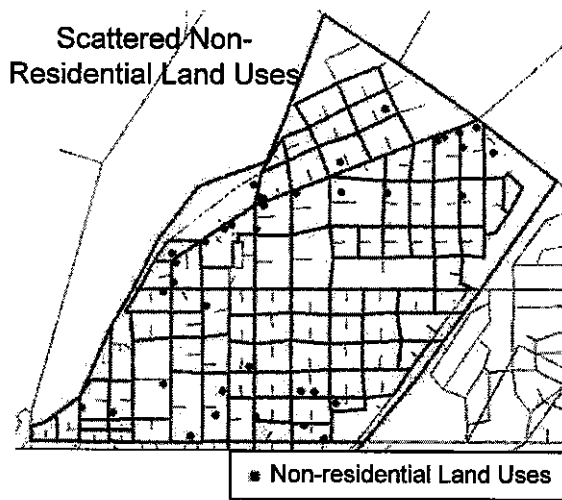 Scattered Non-
Residential Land Uses
Non-residential Land Uses